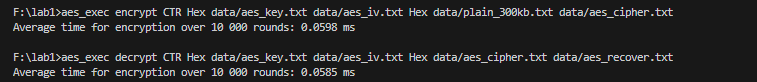 F:\lab1>aes_exec encrypt CTR Hex data/aes_key.txt data/aes_iv.txt Hex data/plain_300kb.txt data/aes_cipher.txt
Average time for encryption over 10 000 rounds: 0.0598 ms
F:\lab1>aes_exec decrypt CTR Hex data/aes_key.txt data/aes_iv.txt Hex data/aes_cipher.txt data/aes_recover.txt
Average time for encryption over 10 000 rounds: 0.0585 ms